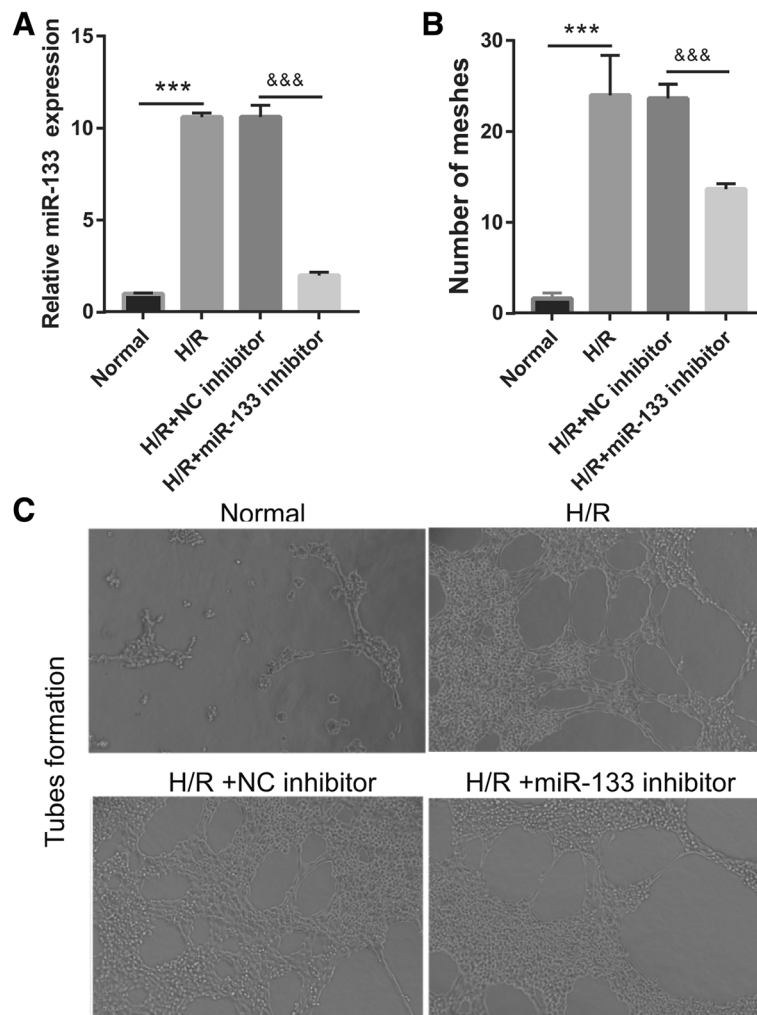 A
Relative miR-133 expression
15
10
5
0
***
&&&
Normal
H/R
H/R+NC inhibitor
H/R+miR-133 inhibitor
B
Number of meshes
30
20
10
0
***
&&&
Normal
H/R
H/R+NC inhibitor
H/R+miR-133 inhibitor
C
Tubes formation
Normal
H/R
H/R +NC inhibitor
H/R +miR-133 inhibitor